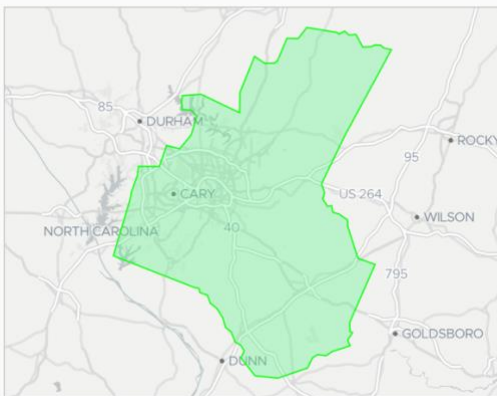 85
DURHAM
ROCKY
95
US 264
CARY
WILSON
NORTH CAROLINA
40
795
GOLDSBORO
DUNN